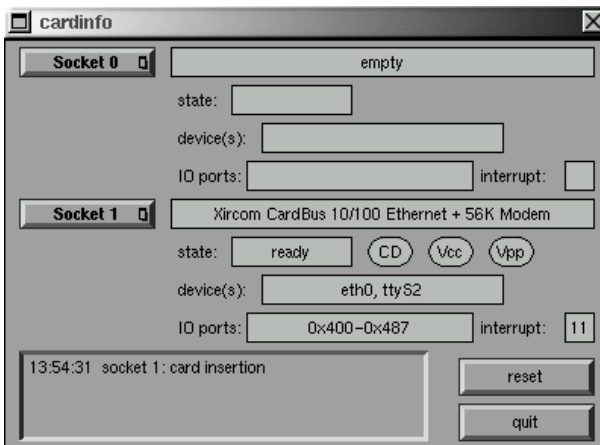 cardinfo
Socket 0 empty
state:
device(s):
IO ports: interrupt:
Socket 1 Xircom CardBus 10/100 Ethernet + 56K Modem
state: ready CD Vcc Vpp
device(s): eth0, ttyS2
IO ports: 0x400-0x487 interrupt: 11
13:54:31 socket 1: card insertion
reset
quit